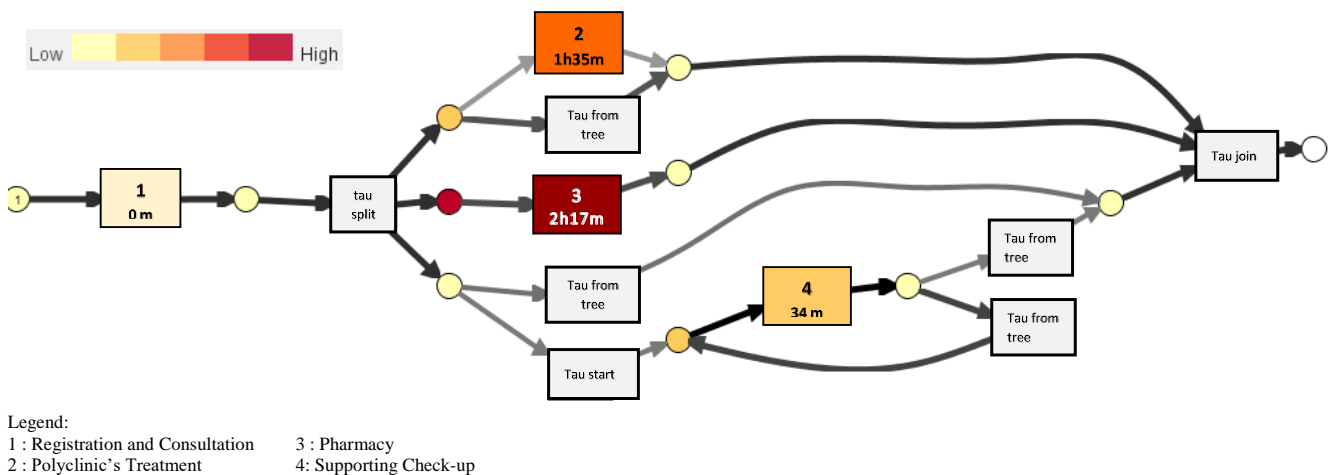 Low
High
1
1
0 m
tau
split
2
1h35m
Tau from
tree
3
2h17m
Tau from
tree
Tau start
4
34 m
Tau from
tree
Tau from
tree
Tau join
Legend:
1 : Registration and Consultation 3 : Pharmacy
2 : Polyclinic's Treatment 4: Supporting Check-up